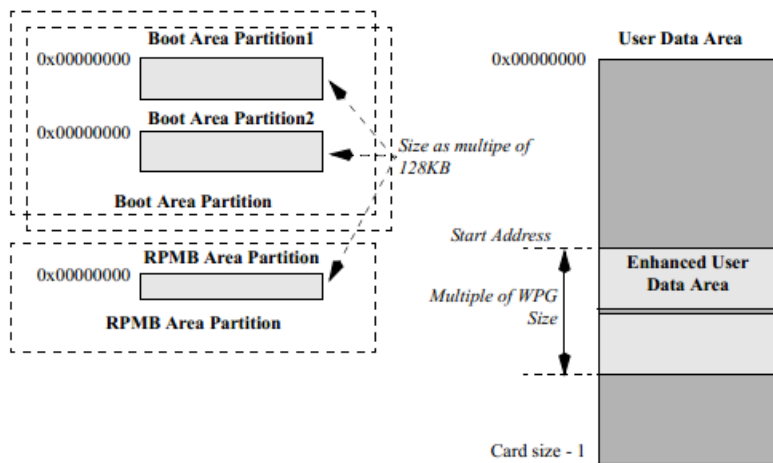 Boot Area Partition1
0x00000000
Boot Area Partition2
0x00000000
Size as multipe of
128KB
Boot Area Partition
RPMB Area Partition
0x00000000
RPMB Area Partition
User Data Area
0x00000000
Start Address
Enhanced User
Data Area
Multiple of WPG
Size
Card size - 1